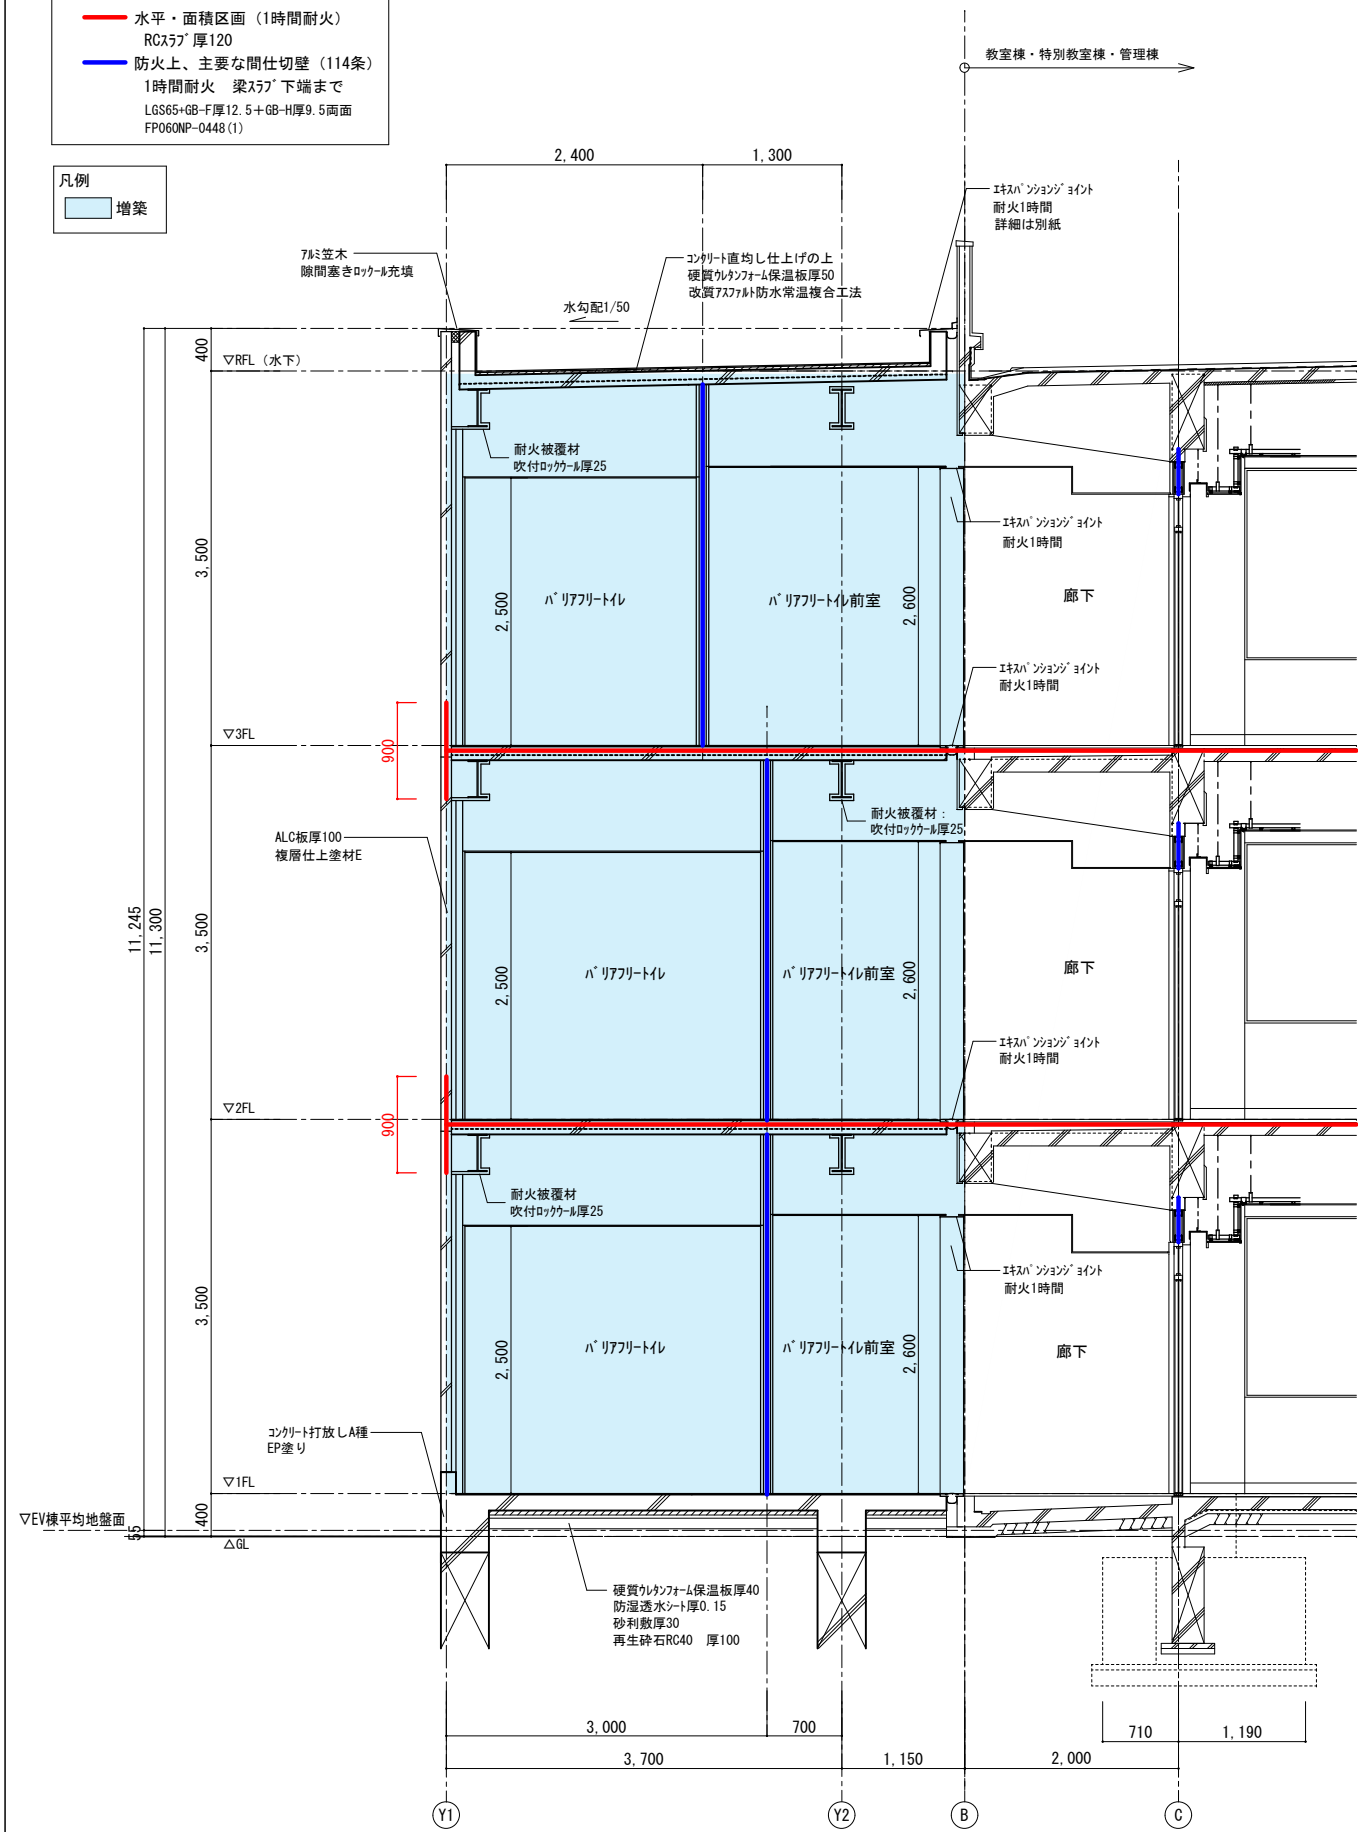 水平・面積区画（1時間耐火）
RCｽﾗﾌﾞ厚120
防火上、主要な間仕切壁（114条）
1時間耐火　梁ｽﾗﾌﾞ下端まで
LGS65+GB-F厚12.5＋GB-H厚9.5両面
FP060NP-0448(1)
凡例
増築
教室棟・特別教室棟・管理棟
2,400
1,300
ｴｷｽﾊﾟﾝｼｮﾝｼﾞｮｲﾝﾄ
耐火1時間
詳細は別紙
ｱﾙﾐ笠木
隙間塞きﾛｯｸｰﾙ充填
ｺﾝｸﾘｰﾄ直均し仕上げの上
硬質ｳﾚﾀﾝﾌｫｰﾑ保温板厚50
改質ｱｽﾌｧﾙﾄ防水常温複合工法
水勾配1/50
400
▽RFL（水下）
耐火被覆材
吹付ﾛｯｸｳｰﾙ厚25
ｴｷｽﾊﾟﾝｼｮﾝｼﾞｮｲﾝﾄ
耐火1時間
3,500
2,500
ﾊﾞﾘｱﾌﾘｰﾄｲﾚ
ﾊﾞﾘｱﾌﾘｰﾄｲﾚ前室
2,600
廊下
ｴｷｽﾊﾟﾝｼｮﾝｼﾞｮｲﾝﾄ
耐火1時間
▽3FL
900
耐火被覆材：
吹付ﾛｯｸｳｰﾙ厚25
ALC板厚100
複層仕上塗材E
11,245
11,300
3,500
2,500
ﾊﾞﾘｱﾌﾘｰﾄｲﾚ
ﾊﾞﾘｱﾌﾘｰﾄｲﾚ前室
2,600
廊下
ｴｷｽﾊﾟﾝｼｮﾝｼﾞｮｲﾝﾄ
耐火1時間
▽2FL
900
耐火被覆材
吹付ﾛｯｸｳｰﾙ厚25
ｴｷｽﾊﾟﾝｼｮﾝｼﾞｮｲﾝﾄ
耐火1時間
3,500
2,500
ﾊﾞﾘｱﾌﾘｰﾄｲﾚ
ﾊﾞﾘｱﾌﾘｰﾄｲﾚ前室
2,600
廊下
ｺﾝｸﾘｰﾄ打放しA種
EP塗り
▽1FL
400
▽EV棟平均地盤面
55
△GL
硬質ｳﾚﾀﾝﾌｫｰﾑ保温板厚40
防湿透水ｼｰﾄ厚0.15
砂利敷厚30
再生砕石RC40　厚100
3,000
700
710
1,190
3,700
1,150
2,000
Y1
Y2
B
C